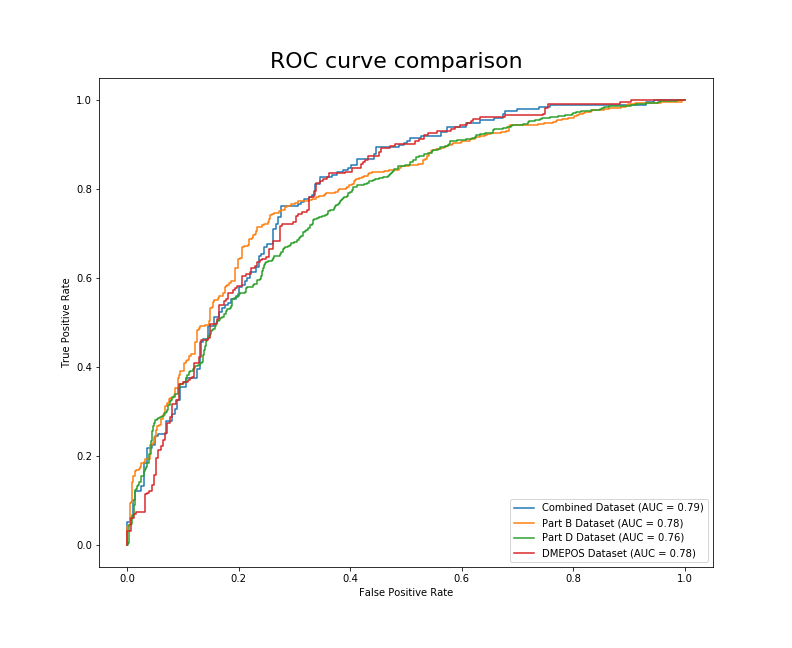 ROC curve comparison
True Positive Rate
1.0
0.8
0.6
0.4
0.2
0.0
Combined Dataset (AUC = 0.79)
Part B Dataset (AUC = 0.78)
Part D Dataset (AUC = 0.76)
DMEPOS Dataset (AUC = 0.78)
0.0 0.2 0.4 0.6 0.8 1.0
False Positive Rate